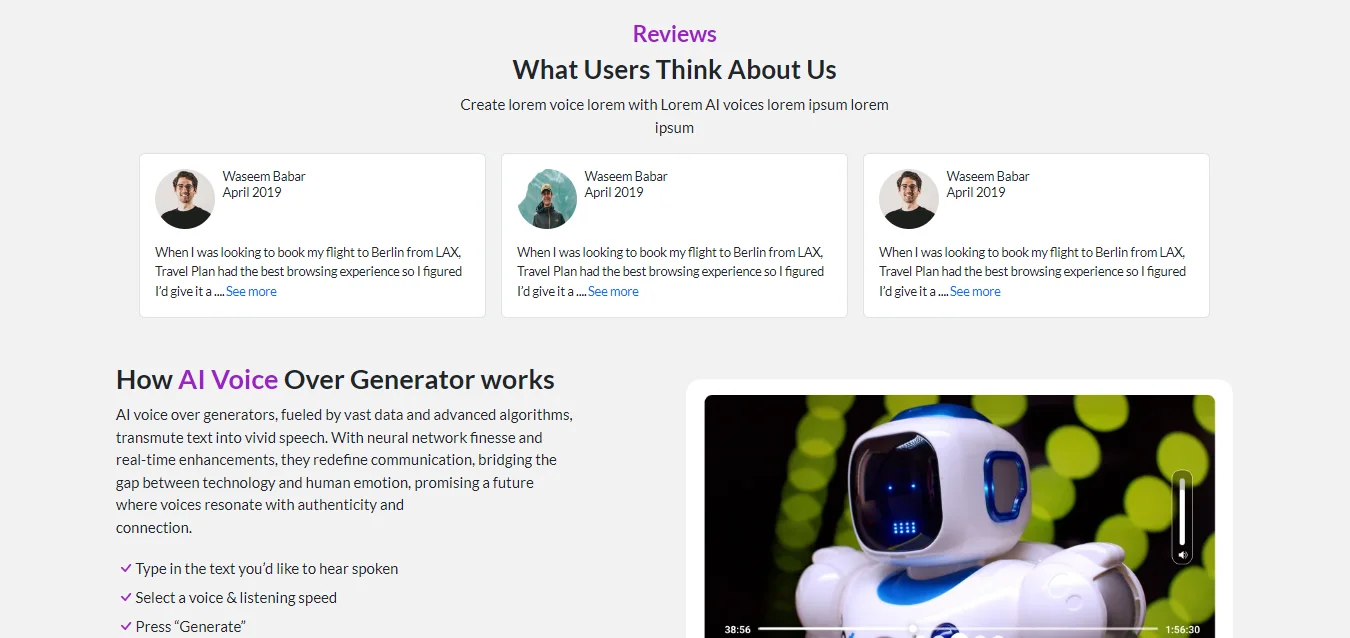 Reviews
What Users Think About Us
Create lorem voice lorem with Lorem AI voices lorem ipsum lorem
ipsum
Waseem Babar
April 2019
When I was looking to book my flight to Berlin from LAX,
Travel Plan had the best browsing experience so I figured
I’d give it a .... See more
Waseem Babar
April 2019
When I was looking to book my flight to Berlin from LAX,
Travel Plan had the best browsing experience so I figured
I’d give it a .... See more
Waseem Babar
April 2019
When I was looking to book my flight to Berlin from LAX,
Travel Plan had the best browsing experience so I figured
I’d give it a .... See more
How AI Voice Over Generator works
AI voice over generators, fueled by vast data and advanced algorithms,
transmute text into vivid speech. With neural network finesse and
real-time enhancements, they redefine communication, bridging the
gap between technology and human emotion, promising a future
where voices resonate with authenticity and
connection.
Type in the text you’d like to hear spoken
Select a voice & listening speed
Press “Generate”
38:56
1:56:30